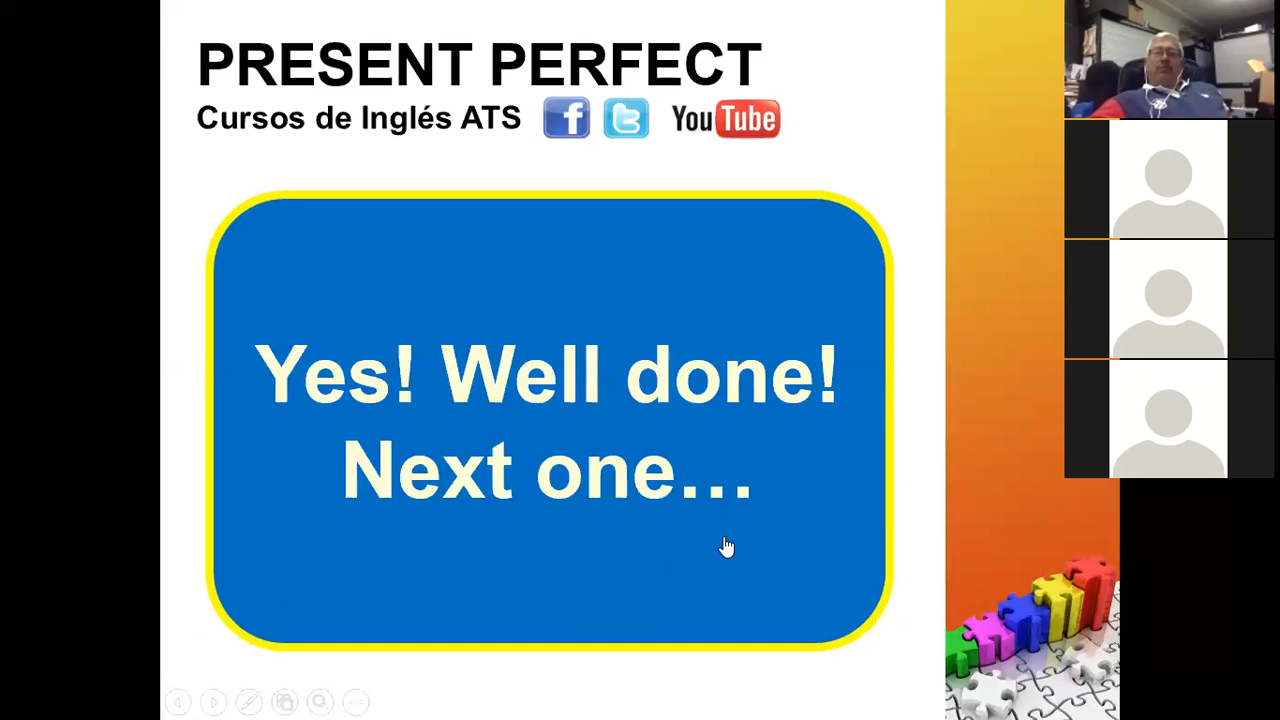 PRESENT PERFECT
Cursos de Inglés ATS f t YouTube
Yes! Well done!
Next one…